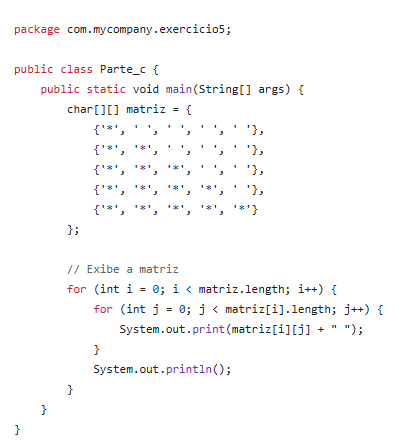 package com.mycompany.exercicio5;
public class Parte_c {
public static void main(String[] args) {
char[][] matriz = {
{'*', ' ', ' ', ' ', ' '},
{'*', '*', ' ', ' ', ' '},
{'*', '*', '*', ' ', ' '},
{'*', '*', '*', '*', ' '},
{'*', '*', '*', '*', '*'}
};
// Exibe a matriz
for (int i = 0; i < matriz.length; i++) {
for (int j = 0; j < matriz[i].length; j++) {
System.out.print(matriz[i][j] + " ");
}
System.out.println();
}
}
}